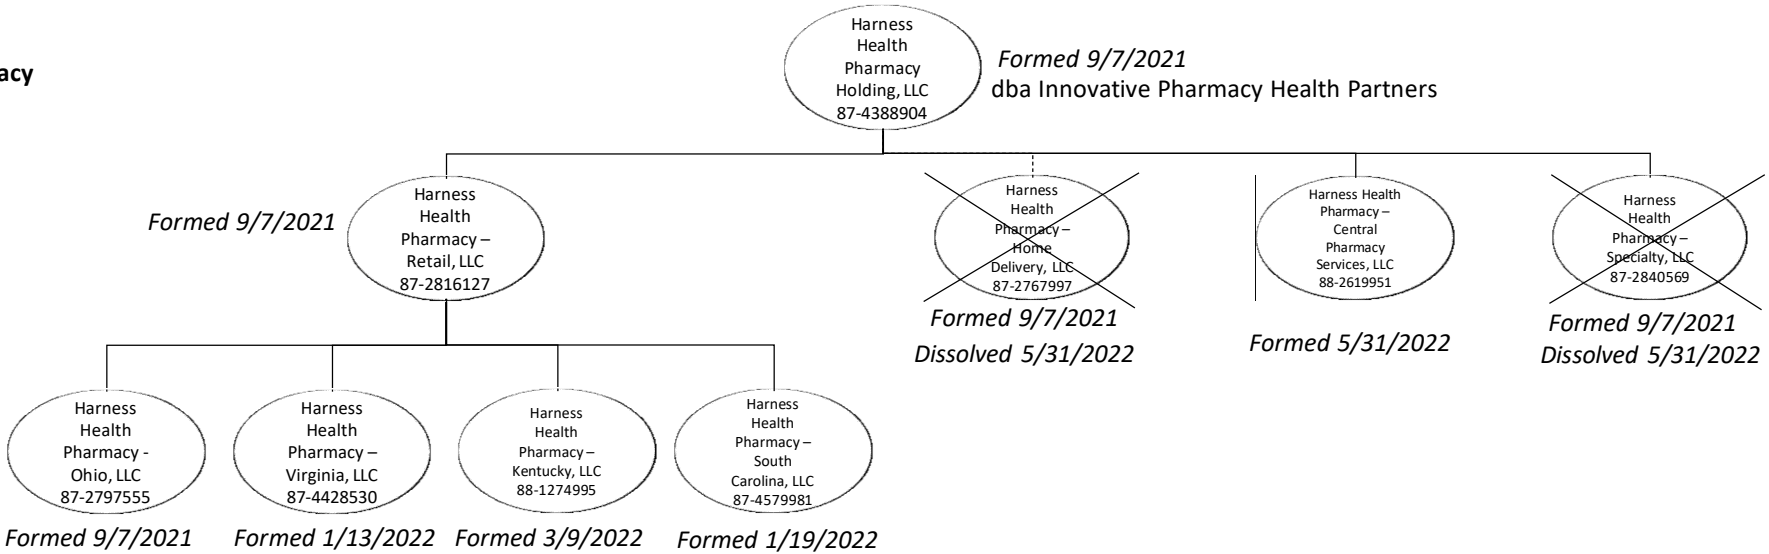 Harness
Health
Pharmacy
Holding, LLC
87-4388904
Formed 9/7/2021
dba Innovative Pharmacy Health Partners
acy
Formed 9/7/2021
Harness
Health
Pharmacy –
Retail, LLC
87-2816127
Harness
Health
Pharmacy –
Home
Delivery, LLC
87-2767997
Formed 9/7/2021
Dissolved 5/31/2022
Harness Health
Pharmacy –
Central
Pharmacy
Services, LLC
88-2619951
Formed 5/31/2022
Harness
Health
Pharmacy –
Specialty, LLC
87-2840569
Formed 9/7/2021
Dissolved 5/31/2022
Harness
Health
Pharmacy -
Ohio, LLC
87-2797555
Formed 9/7/2021
Harness
Health
Pharmacy –
Virginia, LLC
87-4428530
Formed 1/13/2022
Harness
Health
Pharmacy –
Kentucky, LLC
88-1274995
Formed 3/9/2022
Harness
Health
Pharmacy –
South
Carolina, LLC
87-4579981
Formed 1/19/2022